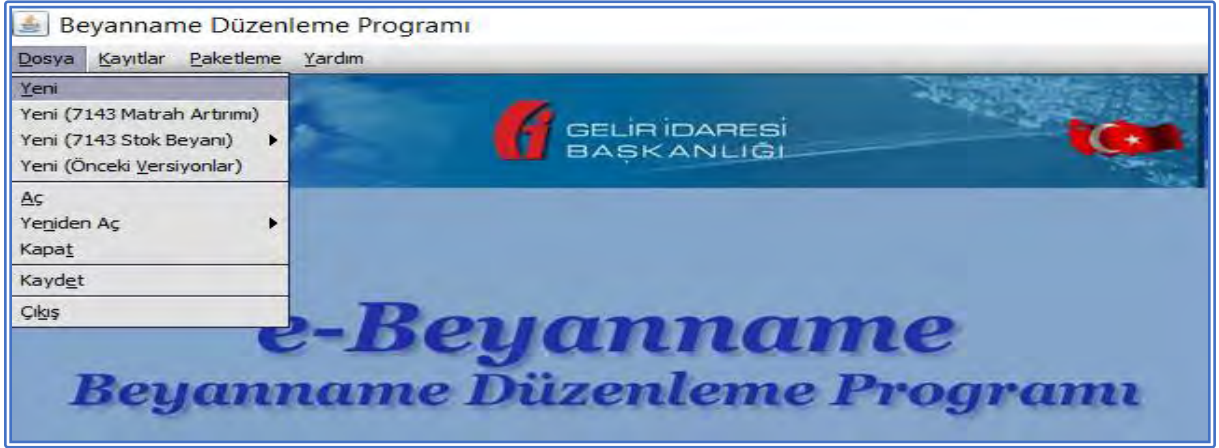 Beyanname Düzenleme Programı
Dosya Kayıtlar Paketleme Yardım
Yeni
Yeni (7143 Matrah Artırımı)
Yeni (7143 Stok Beyanı)
Yeni (Önceki Versiyonlar)
Aç
Yeniden Aç
Kapat
Kaydet
Çıkış
GELİR İDARESİ
BAŞKANLIĞI
e-Beyanname
Beyanname Düzenleme Programı